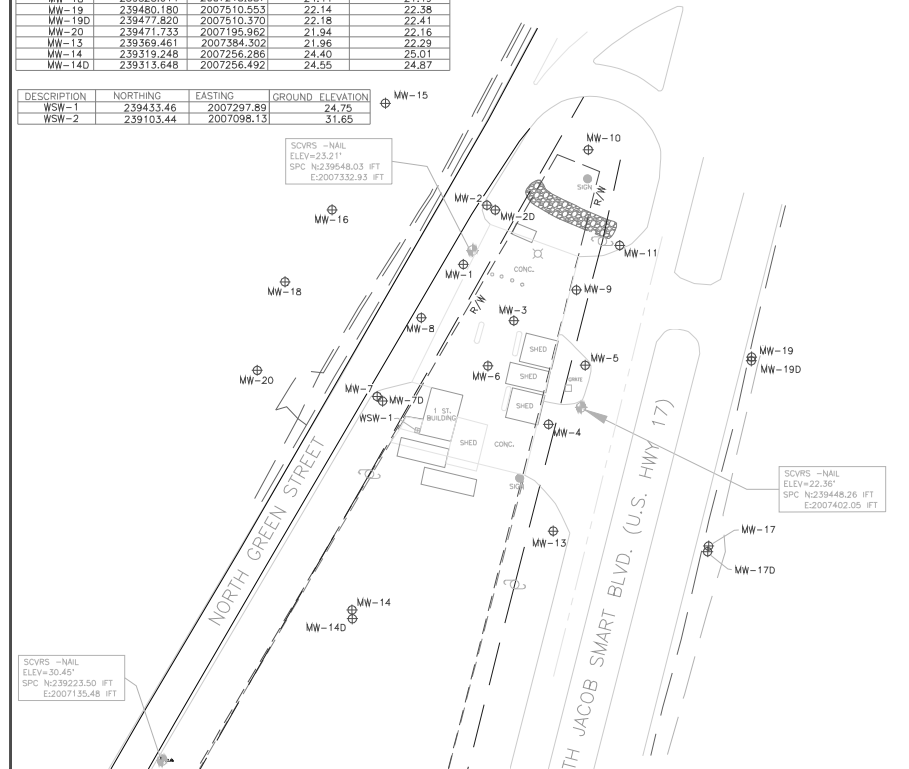 MW-19 239480.180 2007510.553 22.14 22.38
MW-19D 239477.820 2007510.370 22.18 22.41
MW-20 239471.733 2007195.962 21.94 22.16
MW-13 239369.461 2007384.302 21.96 22.29
MW-14 239319.248 2007256.286 24.40 25.01
MW-14D 239313.648 2007256.492 24.55 24.87
DESCRIPTION NORTHING EASTING GROUND ELEVATION
WSW-1 239433.46 2007297.89 24.75
WSW-2 239103.44 2007098.13 31.65
MW-15
SCVRS -NAIL
ELEV=23.21'
SPC N:239548.03 IFT
E:2007332.93 IFT
MW-10
SIGN
R/W
MW-2
MW-2D
MW-16
MW-11
MW-1
CONC.
MW-18
MW-9
R/W
MW-3
MW-8
SHED
MW-19
MW-19D
MW-5
MW-6
SHED
MW-20
MW-7
MW-7D
SHED
1 ST.
BUILDING
WSW-1
MW-4
SHED
CONC.
SIGN
SCVRS -NAIL
ELEV=22.36'
SPC N:239448.26 IFT
E:2007402.05 IFT
MW-13
MW-17
MW-17D
NORTH GREEN STREET
TH JACOB SMART BLVD. (U.S. HWY 17)
MW-14
MW-14D
SCVRS -NAIL
ELEV=30.45'
SPC N:239223.50 IFT
E:2007135.48 IFT